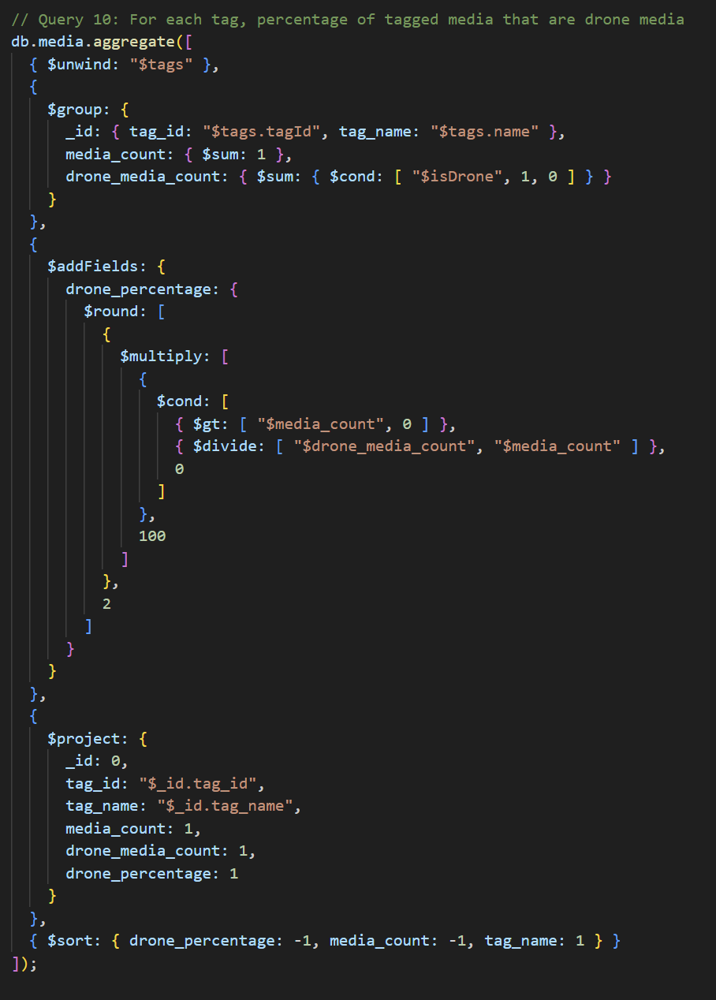 // Query 10: For each tag, percentage of tagged media that are drone media
db.media.aggregate([
  { $unwind: "$tags" },
  {
    $group: {
      _id: { tag_id: "$tags.tagId", tag_name: "$tags.name" },
      media_count: { $sum: 1 },
      drone_media_count: { $sum: { $cond: [ "$isDrone", 1, 0 ] } }
    }
  },
  {
    $addFields: {
      drone_percentage: {
        $round: [
          {
            $multiply: [
              {
                $cond: [
                  { $gt: [ "$media_count", 0 ] },
                  { $divide: [ "$drone_media_count", "$media_count" ] },
                  0
                ]
              },
              100
            ]
          },
          2
        ]
      }
    }
  },
  {
    $project: {
      _id: 0,
      tag_id: "$_id.tag_id",
      tag_name: "$_id.tag_name",
      media_count: 1,
      drone_media_count: 1,
      drone_percentage: 1
    }
  },
  { $sort: { drone_percentage: -1, media_count: -1, tag_name: 1 } }
]);